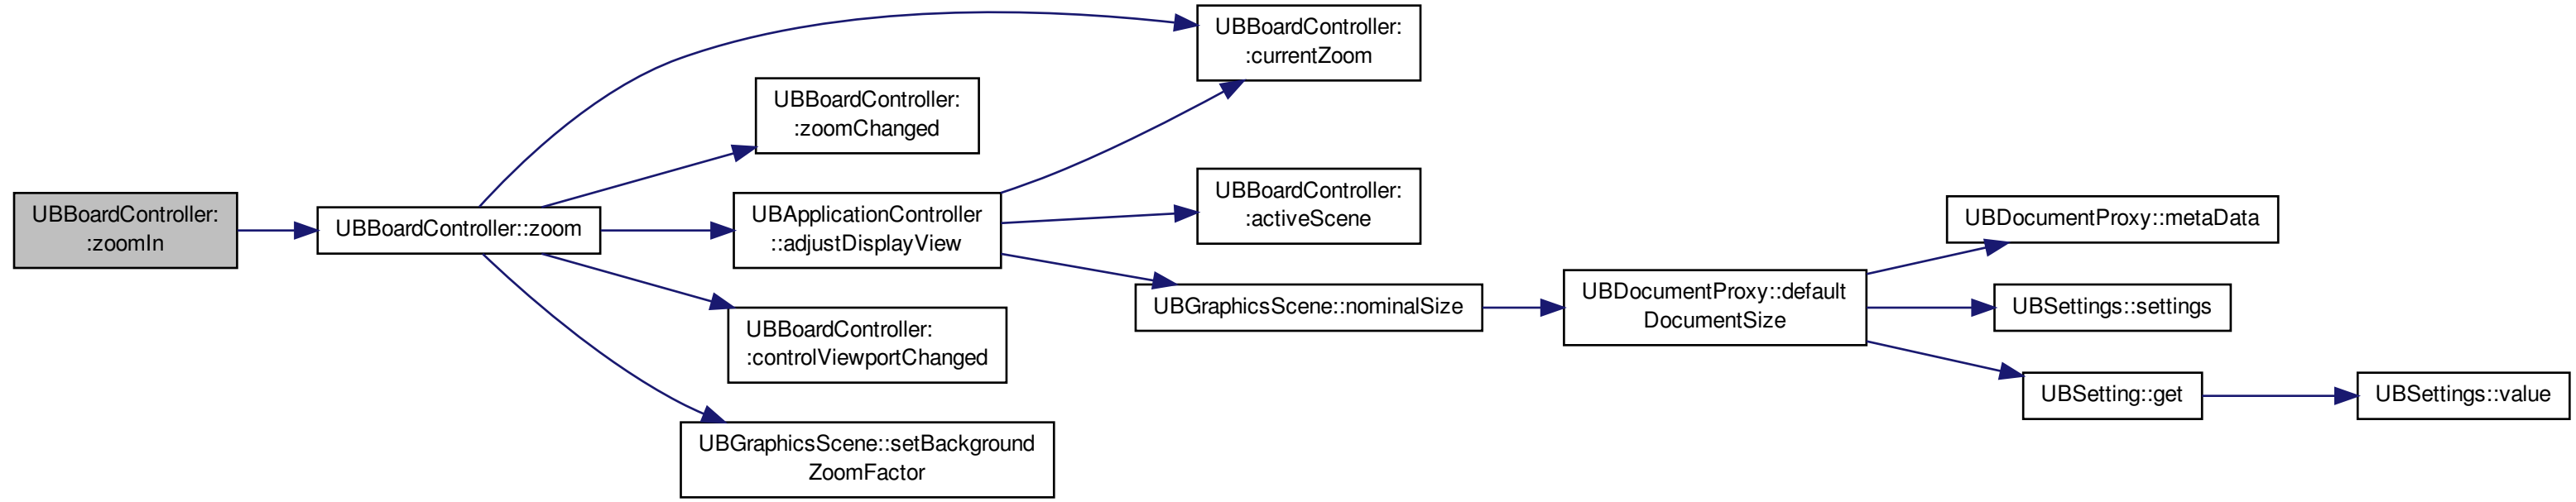 UBBoardController:
:zoomIn
UBBoardController::zoom
UBBoardController:
:currentZoom
UBBoardController:
:zoomChanged
UBApplicationController
::adjustDisplayView
UBBoardController:
:controlViewportChanged
UBGraphicsScene::setBackground
ZoomFactor
UBBoardController:
:activeScene
UBGraphicsScene::nominalSize
UBDocumentProxy::default
DocumentSize
UBDocumentProxy::metaData
UBSettings::settings
UBSetting::get
UBSettings::value